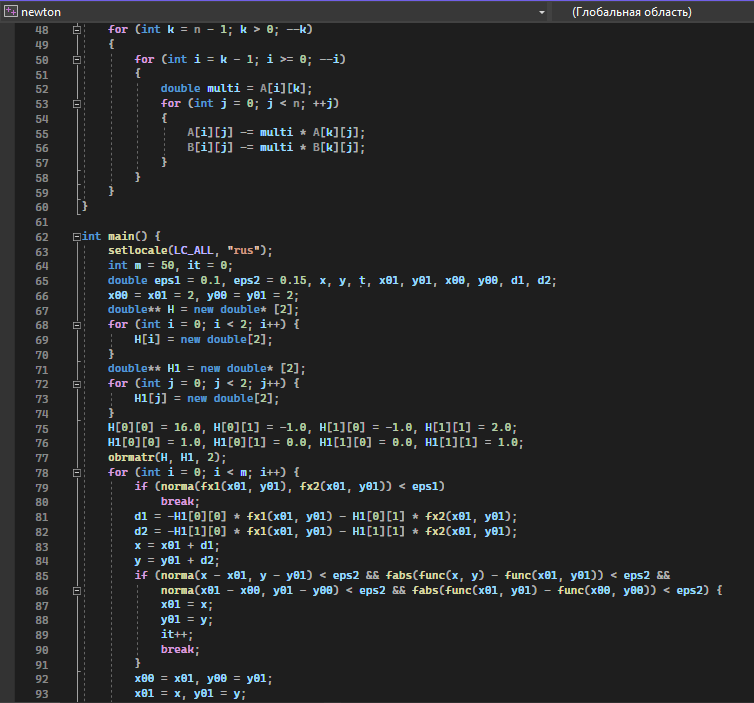 newton (Глобальная область)
48 for (int k = n - 1; k > 0; --k)
49 {
50 for (int i = k - 1; i >= 0; --i)
51 {
52 double multi = A[i][k];
53 for (int j = 0; j < n; ++j)
54 {
55 A[i][j] -= multi * A[k][j];
56 B[i][j] -= multi * B[k][j];
57 }
58 }
59 }
60 }
61
62 int main() {
63 setlocale(LC_ALL, "rus");
64 int m = 50, it = 0;
65 double eps1 = 0.1, eps2 = 0.15, x, y, t, x01, y01, x00, y00, d1, d2;
66 x00 = x01 = 2, y00 = y01 = 2;
67 double** H = new double* [2];
68 for (int i = 0; i < 2; i++) {
69 H[i] = new double[2];
70 }
71 double** H1 = new double* [2];
72 for (int j = 0; j < 2; j++) {
73 H1[j] = new double[2];
74 }
75 H[0][0] = 16.0, H[0][1] = -1.0, H[1][0] = -1.0, H[1][1] = 2.0;
76 H1[0][0] = 1.0, H1[0][1] = 0.0, H1[1][0] = 0.0, H1[1][1] = 1.0;
77 obrmatr(H, H1, 2);
78 for (int i = 0; i < m; i++) {
79 if (norma(fx1(x01, y01), fx2(x01, y01)) < eps1)
80 break;
81 d1 = -H1[0][0] * fx1(x01, y01) - H1[0][1] * fx2(x01, y01);
82 d2 = -H1[1][0] * fx1(x01, y01) - H1[1][1] * fx2(x01, y01);
83 x = x01 + d1;
84 y = y01 + d2;
85 if (norma(x - x01, y - y01) < eps2 && fabs(func(x, y) - func(x01, y01)) < eps2 &&
86 norma(x01 - x00, y01 - y00) < eps2 && fabs(func(x01, y01) - func(x00, y00)) < eps2) {
87 x01 = x;
88 y01 = y;
89 it++;
90 break;
91 }
92 x00 = x01, y00 = y01;
93 x01 = x, y01 = y;